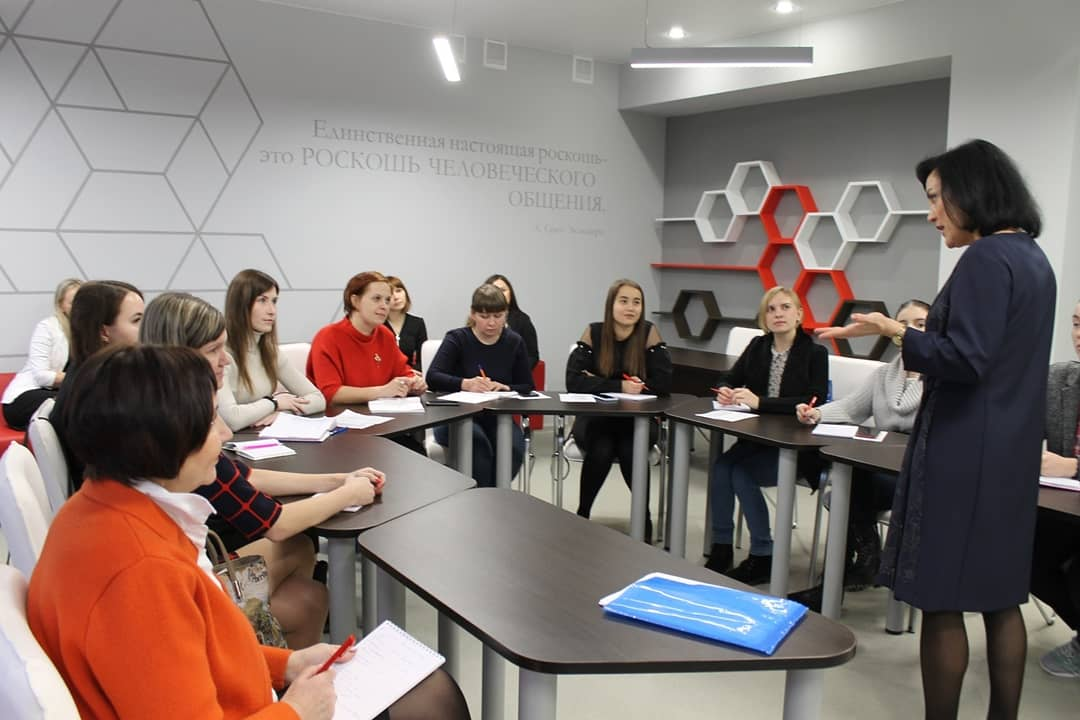 Единственная настоящая роскошь-
это РОСКОШЬ ЧЕЛОВЕЧЕСКОГО
ОБЩЕНИЯ.